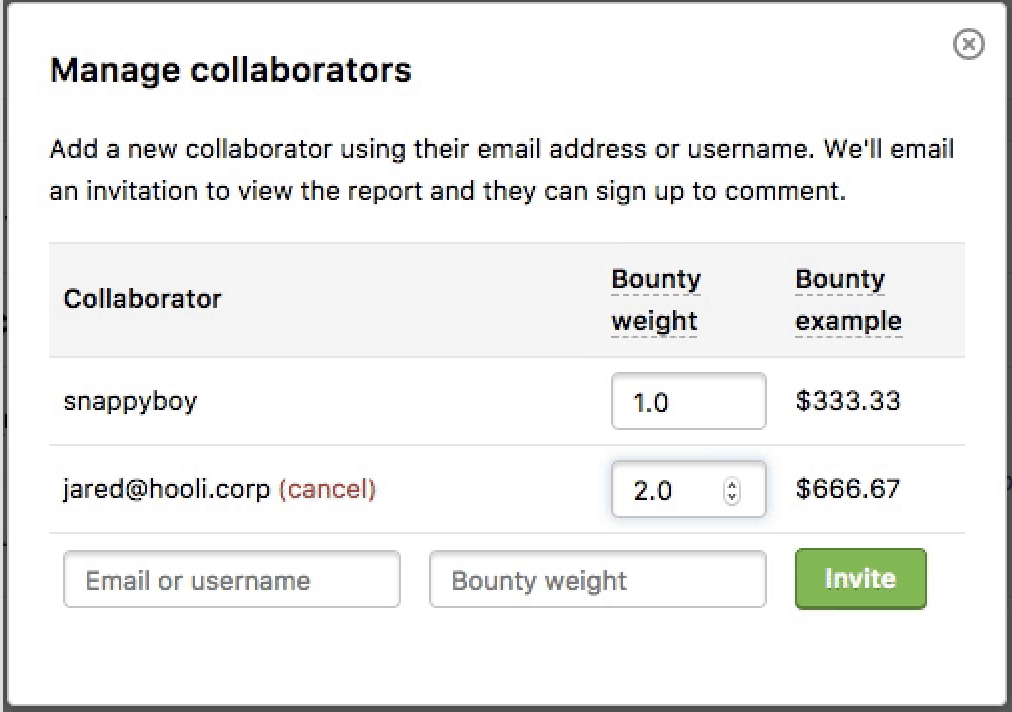 Manage collaborators
Add a new collaborator using their email address or username. We'll email
an invitation to view the report and they can sign up to comment.
Collaborator
Bounty
weight
Bounty
example
snappyboy 1.0 $333.33
jared@hooli.corp (cancel) 2.0 $666.67
Email or username Bounty weight Invite